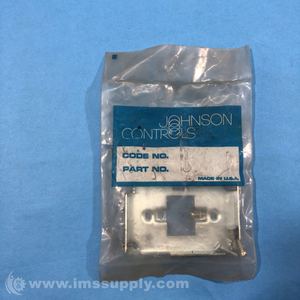 JOHNSON
CONTROLS
CODE NO.
PART NO.
MADE IN U.S.A.
© www.imssupply.com